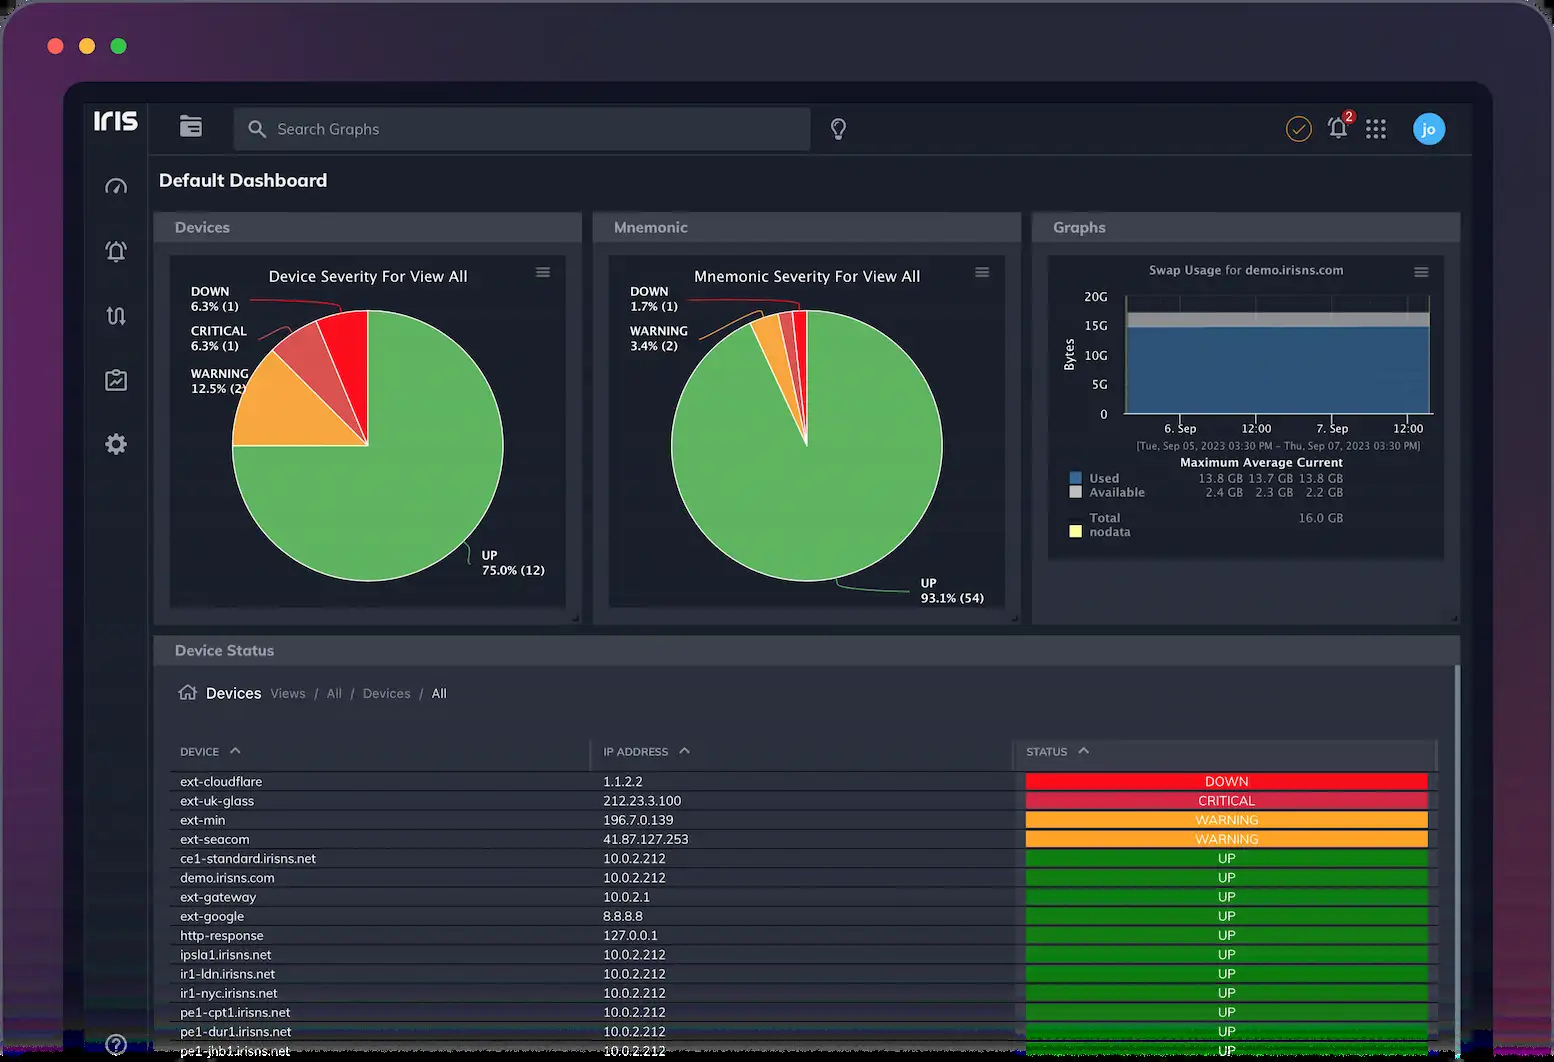 IRIS
Search Graphs
2
jo
Default Dashboard
Devices
Device Severity For View All
DOWN
6.3% (1)
CRITICAL
6.3% (1)
WARNING
12.5% (2)
UP
75.0% (12)
Mnemonic
Mnemonic Severity For View All
DOWN
1.7% (1)
WARNING
3.4% (2)
UP
93.1% (54)
Graphs
Swap Usage for demo.irisns.com
Bytes
20G
15G
10G
5G
0
6. Sep 12:00 7. Sep 12:00
[Tue, Sep 05, 2023 03:30 PM – Thu, Sep 07, 2023 03:30 PM]
Maximum Average Current
Used 13.8 GB 13.7 GB 13.8 GB
Available 2.4 GB 2.3 GB 2.2 GB
Total 16.0 GB
nodata
Device Status
Devices Views / All / Devices / All
DEVICE IP ADDRESS STATUS
ext-cloudflare 1.1.2.2 DOWN
ext-uk-glass 212.23.3.100 CRITICAL
ext-min 196.7.0.139 WARNING
ext-seacom 41.87.127.253 WARNING
ce1-standard.irisns.net 10.0.2.212 UP
demo.irisns.com 10.0.2.212 UP
ext-gateway 10.0.2.1 UP
ext-google 8.8.8.8 UP
http-response 127.0.0.1 UP
ipsla1.irisns.net 10.0.2.212 UP
ir1-ldn.irisns.net 10.0.2.212 UP
ir1-nyc.irisns.net 10.0.2.212 UP
pe1-cpt1.irisns.net 10.0.2.212 UP
pe1-dur1.irisns.net 10.0.2.212 UP
pe1-jhb1.irisns.net 10.0.2.212 UP